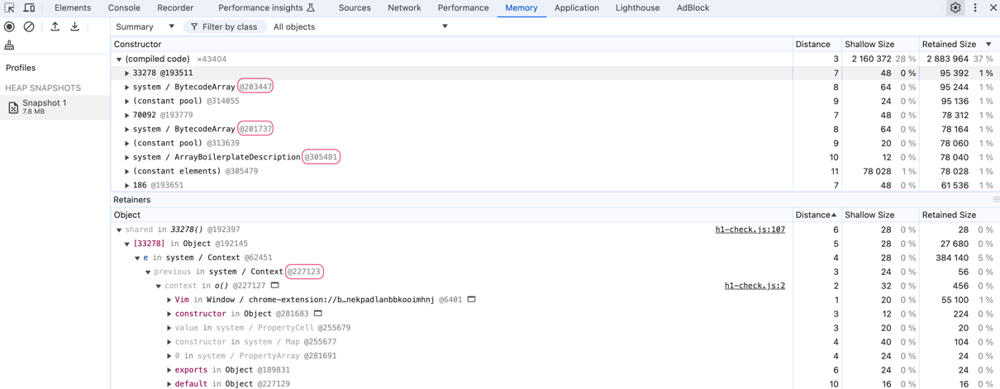 Elements Console Recorder Performance insights Sources Network Performance Memory Application Lighthouse AdBlock
Summary Filter by class All objects
Profiles
HEAP SNAPSHOTS
Snapshot 1
7.8 MB
Constructor Distance Shallow Size Retained Size
(compiled code) ×43404 3 2 160 372 28 % 2 883 964 37 %
33278 @193511 7 48 0 % 95 392 1 %
system / BytecodeArray @203447 8 64 0 % 95 244 1 %
(constant pool) @314055 9 24 0 % 95 136 1 %
70092 @193779 7 48 0 % 78 312 1 %
system / BytecodeArray @201737 8 64 0 % 78 164 1 %
(constant pool) @313639 9 20 0 % 78 060 1 %
system / ArrayBoilerplateDescription @305481 10 12 0 % 78 040 1 %
(constant elements) @305479 11 78 028 1 % 78 028 1 %
186 @193651 7 48 0 % 61 536 1 %
Retainers
Object Distance Shallow Size Retained Size
shared in 33278() @192397 h1-check.js:107 6 28 0 % 28 0 %
[33278] in Object @192145 5 28 0 % 27 680 0 %
e in system / Context @62451 4 28 0 % 384 140 5 %
previous in system / Context @227123 3 24 0 % 56 0 %
context in o() @227127 h1-check.js:2 2 32 0 % 456 0 %
Vim in Window / chrome-extension://b…nekpadlanbbkooimhnj @6401 1 20 0 % 55 100 1 %
constructor in Object @281683 3 12 0 % 224 0 %
value in system / PropertyCell @255679 3 20 0 % 20 0 %
constructor in system / Map @255677 4 40 0 % 104 0 %
0 in system / PropertyArray @281691 4 24 0 % 24 0 %
exports in Object @189831 6 24 0 % 24 0 %
default in Object @227129 10 16 0 % 16 0 %